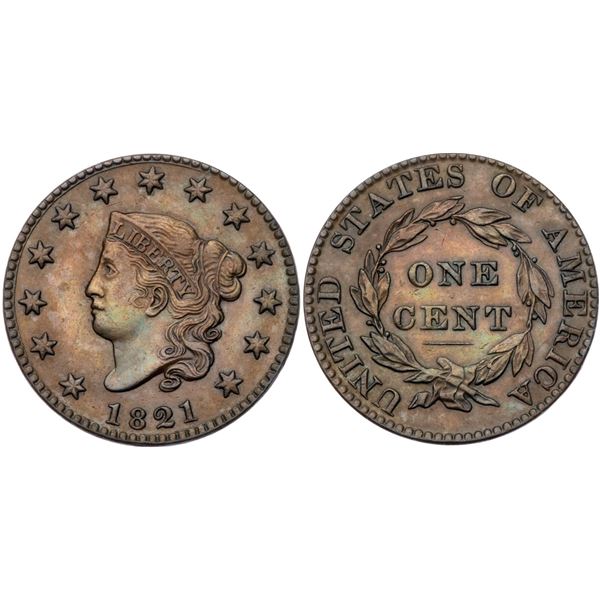 LIBERTY
1821
UNITED STATES OF AMERICA
ONE
CENT